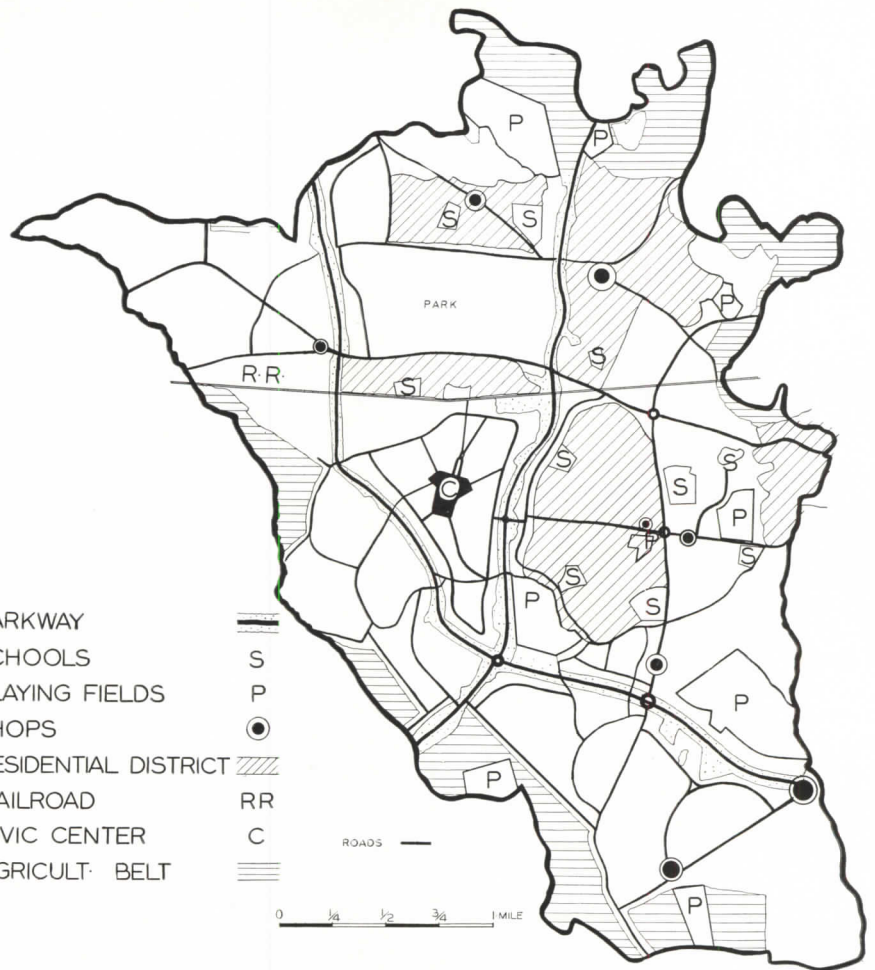 P
P
S
S
PARK
P
R.R.
S
S
S
C
S
S
P
P
S
S
S
P
P
P
P
ARKWAY
CHOOLS S
LAYING FIELDS P
HOPS
ESIDENTIAL DISTRICT
AILROAD RR
VIC CENTER C
GRICULT· BELT
ROADS
0 1/4 1/2 3/4 1 MILE